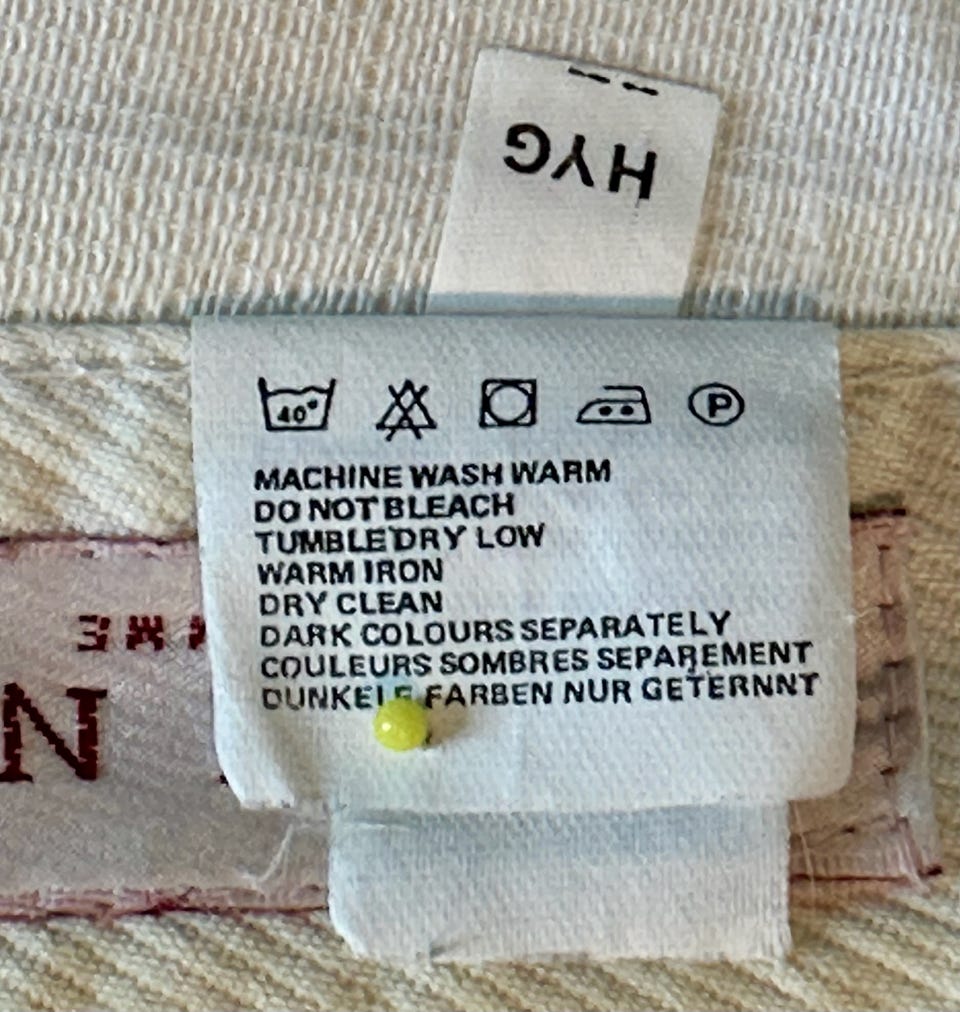 HYG
40°
P
MACHINE WASH WARM
DO NOT BLEACH
TUMBLE DRY LOW
WARM IRON
DRY CLEAN
DARK COLOURS SEPARATELY
COULEURS SOMBRES SEPAREMENT
DUNKELE FARBEN NUR GETERNNT
N